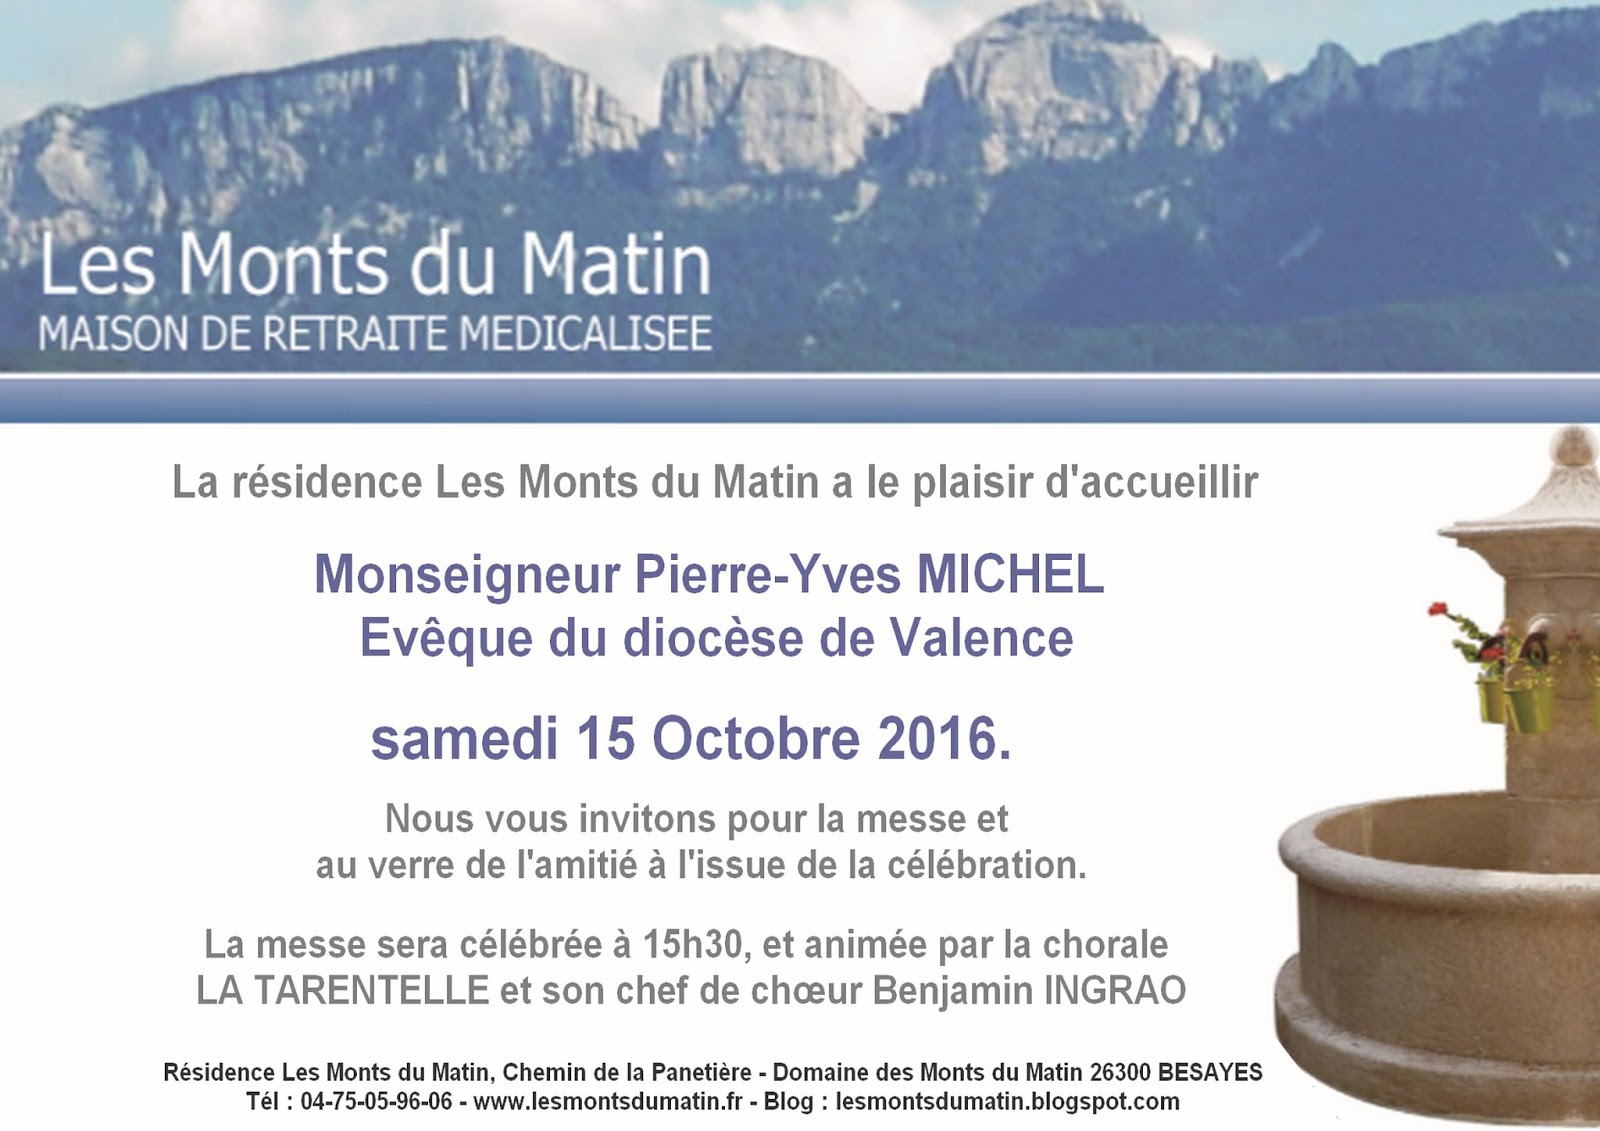 Les Monts du Matin
MAISON DE RETRAITE MEDICALISEE
La résidence Les Monts du Matin a le plaisir d'accueillir
Monseigneur Pierre-Yves MICHEL
Evêque du diocèse de Valence
samedi 15 Octobre 2016.
Nous vous invitons pour la messe et
au verre de l'amitié à l'issue de la célébration.
La messe sera célébrée à 15h30, et animée par la chorale
LA TARENTELLE et son chef de chœur Benjamin INGRAO
Résidence Les Monts du Matin, Chemin de la Panetière - Domaine des Monts du Matin 26300 BESAYES
Tél : 04-75-05-96-06 - www.lesmontsdumatin.fr - Blog : lesmontsdumatin.blogspot.com